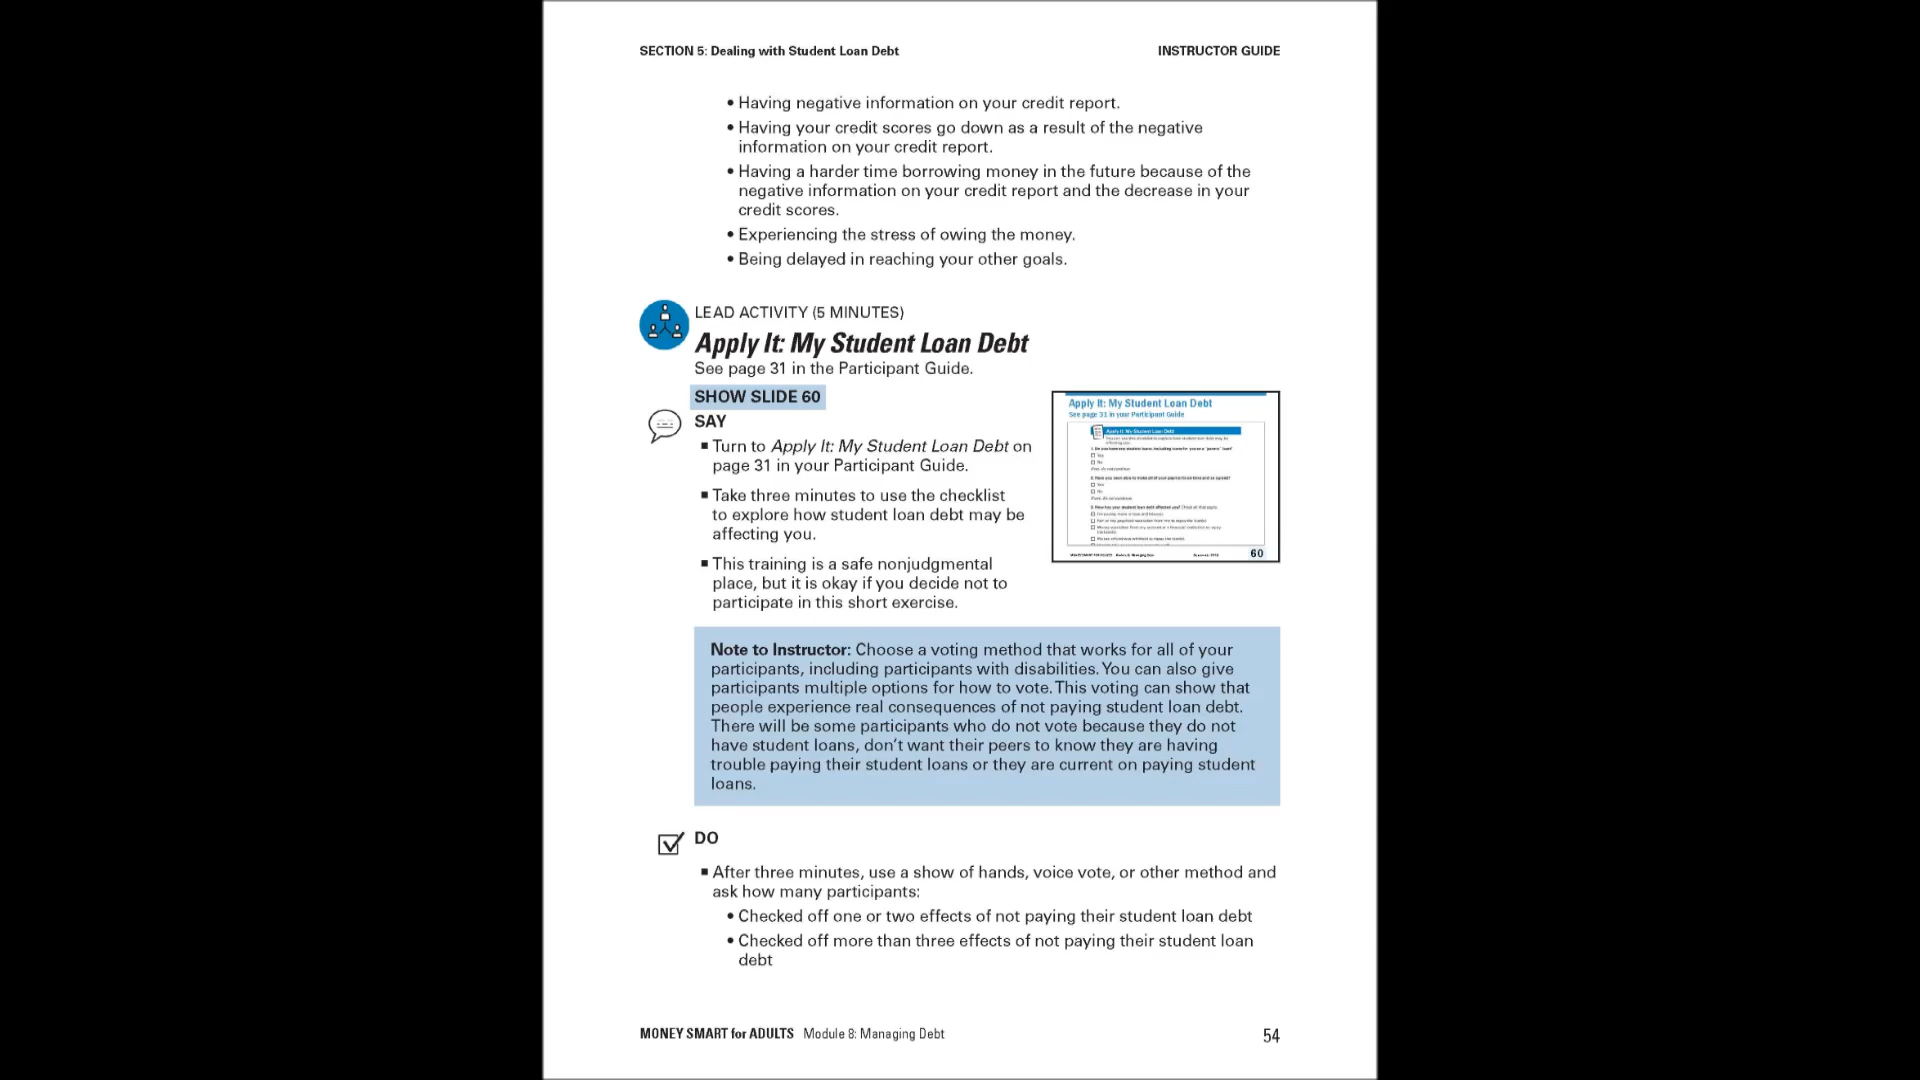 SECTION 5: Dealing with Student Loan Debt
INSTRUCTOR GUIDE
• Having negative information on your credit report.
• Having your credit scores go down as a result of the negative
information on your credit report.
• Having a harder time borrowing money in the future because of the
negative information on your credit report and the decrease in your
credit scores.
• Experiencing the stress of owing the money.
• Being delayed in reaching your other goals.
LEAD ACTIVITY (5 MINUTES)
Apply It: My Student Loan Debt
See page 31 in the Participant Guide.
SHOW SLIDE 60
SAY
▪ Turn to Apply It: My Student Loan Debt on
page 31 in your Participant Guide.
▪ Take three minutes to use the checklist
to explore how student loan debt may be
affecting you.
▪ This training is a safe nonjudgmental
place, but it is okay if you decide not to
participate in this short exercise.
Apply It: My Student Loan Debt
See page 31 in your Participant Guide
Apply It: My Student Loan Debt
Yes
No
Yes
No
60
Note to Instructor: Choose a voting method that works for all of your
participants, including participants with disabilities. You can also give
participants multiple options for how to vote. This voting can show that
people experience real consequences of not paying student loan debt.
There will be some participants who do not vote because they do not
have student loans, don't want their peers to know they are having
trouble paying their student loans or they are current on paying student
loans.
DO
▪ After three minutes, use a show of hands, voice vote, or other method and
ask how many participants:
• Checked off one or two effects of not paying their student loan debt
• Checked off more than three effects of not paying their student loan
debt
MONEY SMART for ADULTS Module 8: Managing Debt
54